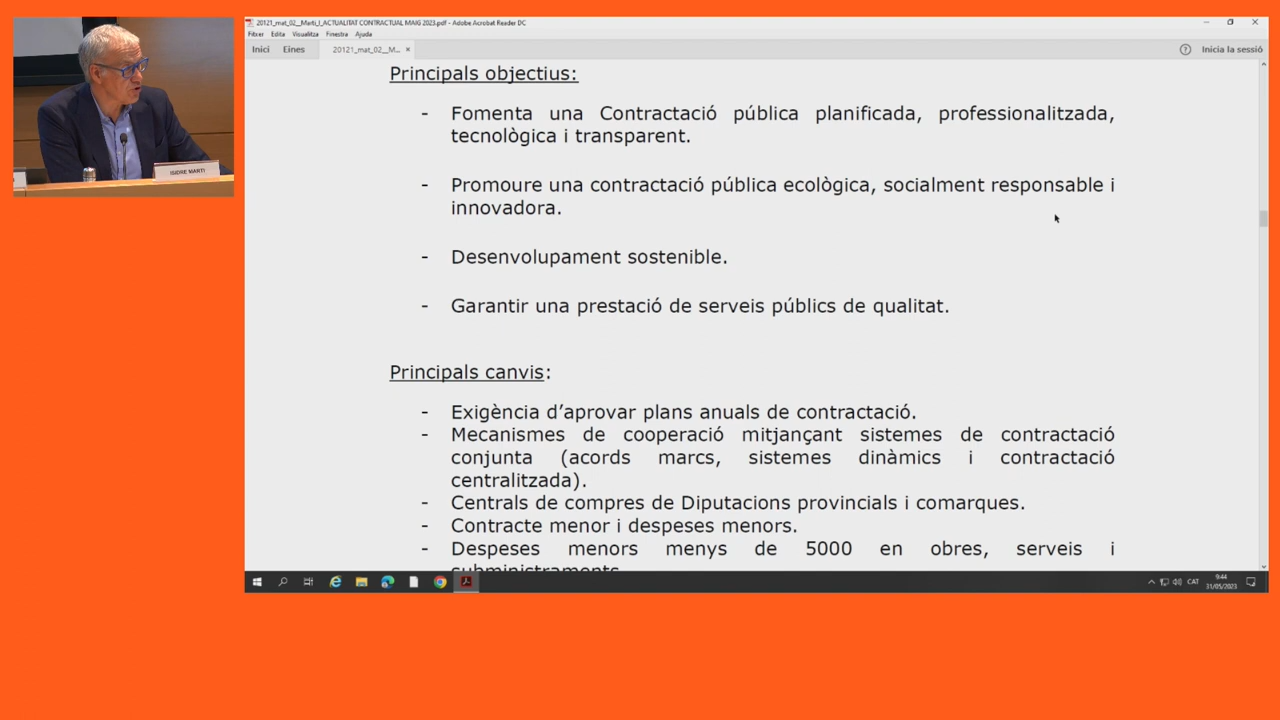 20121_mat_02__Marti_I_ACTUALITAT CONTRACTUAL MAIG 2023.pdf - Adobe Acrobat Reader DC
Fitxer Edita Visualitza Finestra Ajuda
Inici Eines 20121_mat_02__M... × Inicia la sessió
ISIDRE MARTI
Principals objectius:
- Fomenta una Contractació pública planificada, professionalitzada,
tecnològica i transparent.
- Promoure una contractació pública ecològica, socialment responsable i
innovadora.
- Desenvolupament sostenible.
- Garantir una prestació de serveis públics de qualitat.
Principals canvis:
- Exigència d’aprovar plans anuals de contractació.
- Mecanismes de cooperació mitjançant sistemes de contractació
conjunta (acords marcs, sistemes dinàmics i contractació
centralitzada).
- Centrals de compres de Diputacions provincials i comarques.
- Contracte menor i despeses menors.
- Despeses menors menys de 5000 en obres, serveis i
subministraments
CAT
9:44
31/05/2023